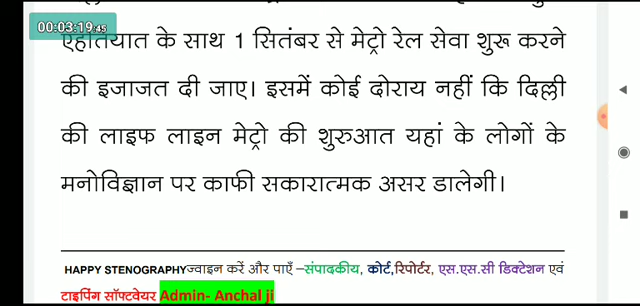 00:03:19:45
एहतियात के साथ 1 सितंबर से मेट्रो रेल सेवा शुरू करने
की इजाजत दी जाए। इसमें कोई दोराय नहीं कि दिल्ली
की लाइफ लाइन मेट्रो की शुरुआत यहां के लोगों के
मनोविज्ञान पर काफी सकारात्मक असर डालेगी।
HAPPY STENOGRAPHYज्वाइन करें और पाएँ –संपादकीय, कोर्ट,रिपोर्टर, एस.एस.सी डिक्टेशन एवं
टाइपिंग सॉफ्टवेयर Admin- Anchal ji